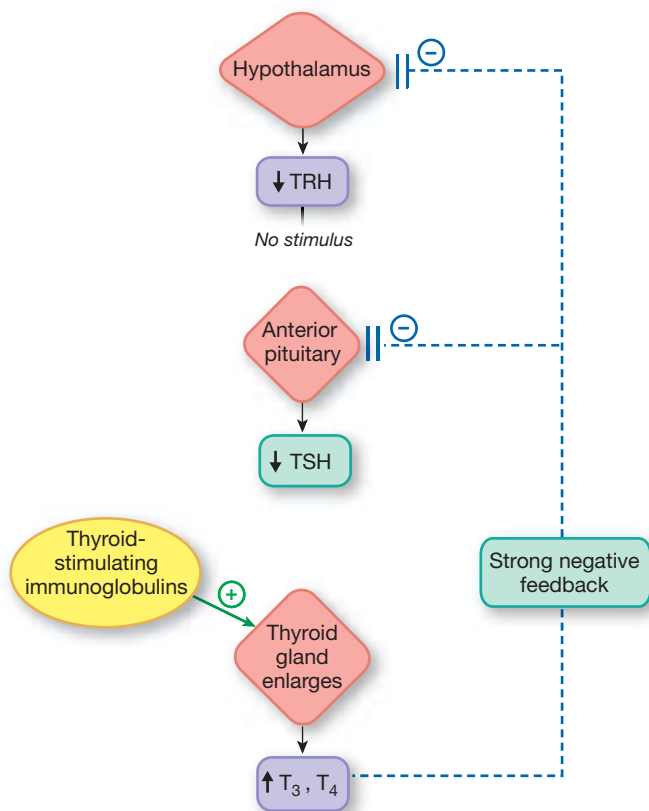 Hypothalamus
−
↓ TRH
No stimulus
Anterior
pituitary
−
↓ TSH
Thyroid-
stimulating
immunoglobulins
+
Strong negative
feedback
Thyroid
gland
enlarges
↑ T₃ , T₄